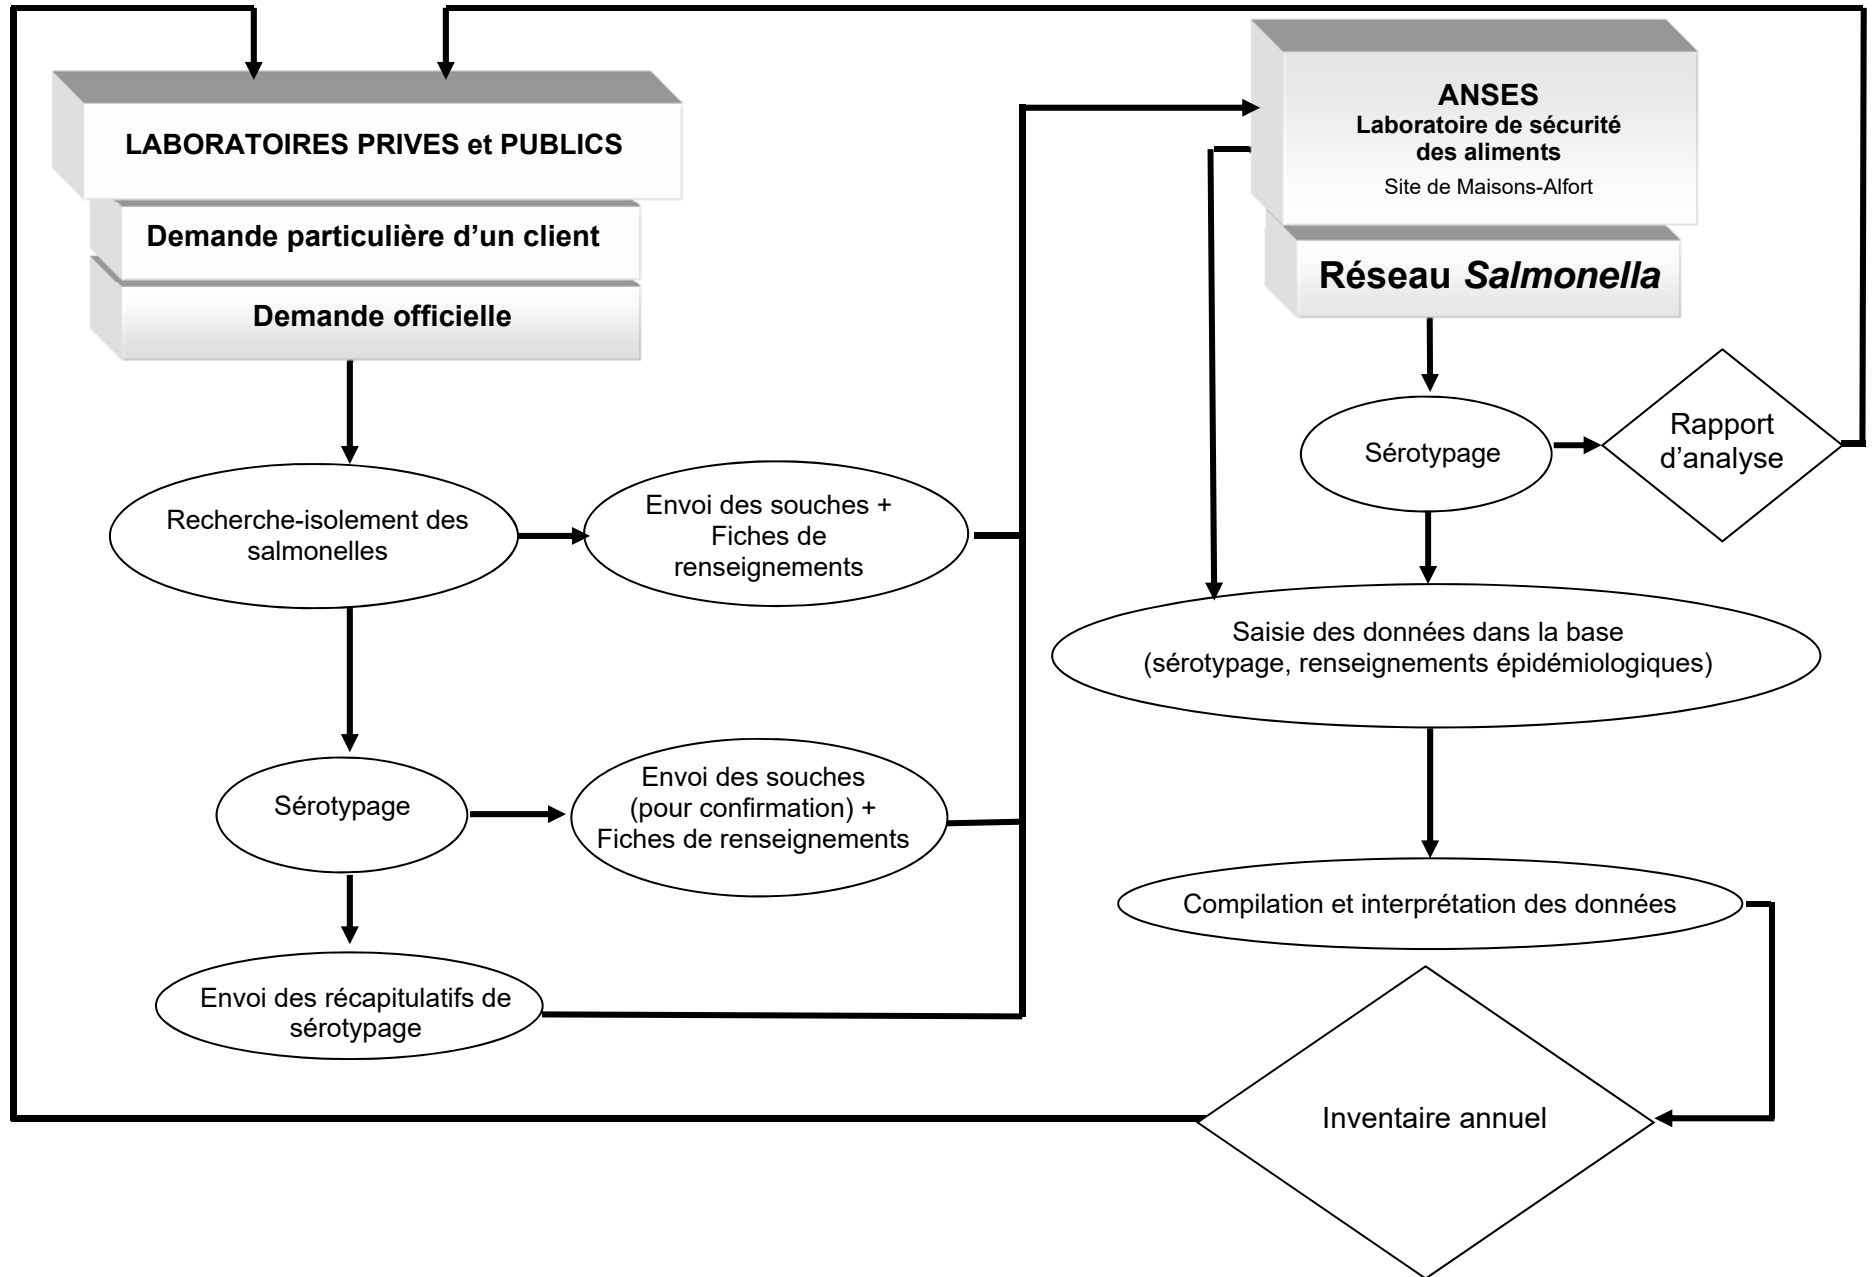 LABORATOIRES PRIVES et PUBLICS
Demande particulière d’un client
Demande officielle
Recherche-isolement des
salmonelles
Envoi des souches +
Fiches de
renseignements
Sérotypage
Envoi des souches
(pour confirmation) +
Fiches de renseignements
Envoi des récapitulatifs de
sérotypage
ANSES
Laboratoire de sécurité
des aliments
Site de Maisons-Alfort
Réseau Salmonella
Sérotypage
Rapport
d’analyse
Saisie des données dans la base
(sérotypage, renseignements épidémiologiques)
Compilation et interprétation des données
Inventaire annuel